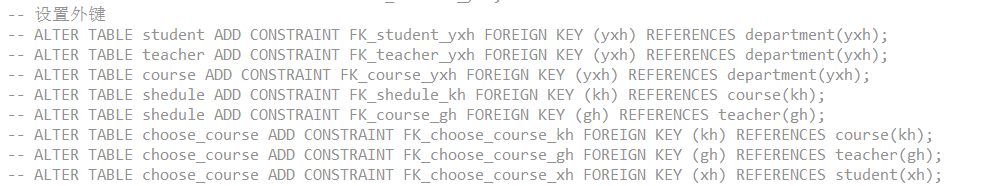 -- 设置外键
-- ALTER TABLE student ADD CONSTRAINT FK_student_yxh FOREIGN KEY (yxh) REFERENCES department(yxh);
-- ALTER TABLE teacher ADD CONSTRAINT FK_teacher_yxh FOREIGN KEY (yxh) REFERENCES department(yxh);
-- ALTER TABLE course ADD CONSTRAINT FK_course_yxh FOREIGN KEY (yxh) REFERENCES department(yxh);
-- ALTER TABLE shedule ADD CONSTRAINT FK_shedule_kh FOREIGN KEY (kh) REFERENCES course(kh);
-- ALTER TABLE shedule ADD CONSTRAINT FK_course_gh FOREIGN KEY (gh) REFERENCES teacher(gh);
-- ALTER TABLE choose_course ADD CONSTRAINT FK_choose_course_kh FOREIGN KEY (kh) REFERENCES course(kh);
-- ALTER TABLE choose_course ADD CONSTRAINT FK_choose_course_gh FOREIGN KEY (gh) REFERENCES teacher(gh);
-- ALTER TABLE choose_course ADD CONSTRAINT FK_choose_course_xh FOREIGN KEY (xh) REFERENCES student(xh);